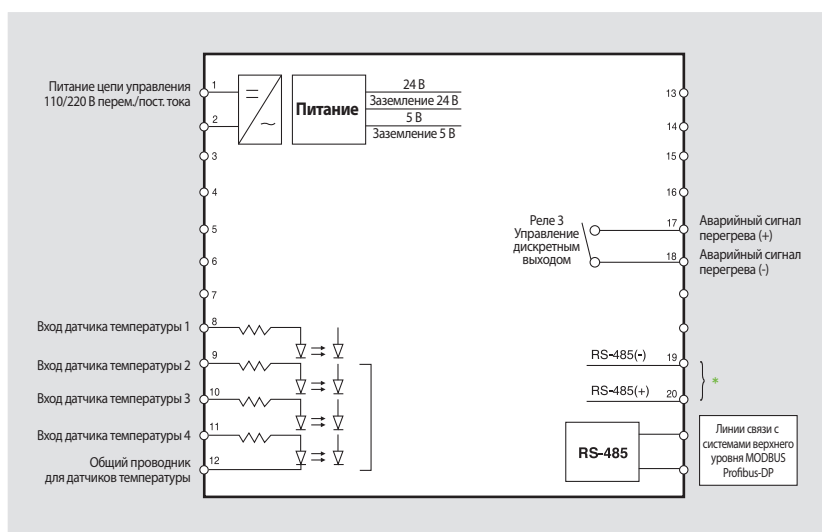 Питание цепи управления
110/220 В перем./пост. тока
1
2
Питание
24 В
Заземление 24 В
5 В
Заземление 5 В
3
4
5
6
7
Вход датчика температуры 1
8
Вход датчика температуры 2
9
Вход датчика температуры 3
10
Вход датчика температуры 4
11
Общий проводник
для датчиков температуры
12
13
14
15
16
Реле 3
Управление
дискретным
выходом
17
Аварийный сигнал
перегрева (+)
18
Аварийный сигнал
перегрева (-)
RS-485(-)
19
RS-485(+)
20
*
RS-485
Линии связи с
системами верхнего
уровня MODBUS
Profibus-DP